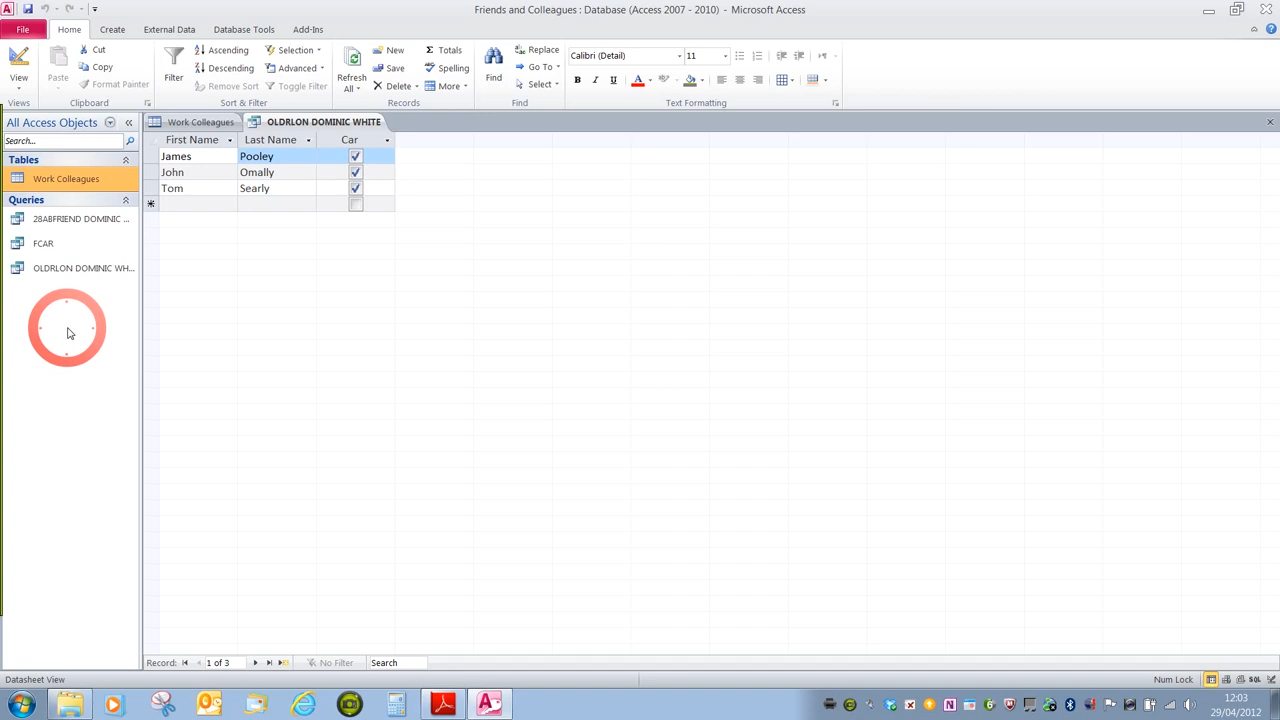 Friends and Colleagues : Database (Access 2007 - 2010) - Microsoft Access
File Home Create External Data Database Tools Add-Ins
View
Views
Paste
Cut
Copy
Format Painter
Clipboard
Filter
Ascending
Descending
Remove Sort
Selection
Advanced
Toggle Filter
Sort & Filter
Refresh
All
New
Save
Delete
Totals
Spelling
More
Records
Find
Replace
Go To
Select
Find
Calibri (Detail) 11
B I U A
Text Formatting
All Access Objects
Search...
Tables
Work Colleagues
Queries
28ABFRIEND DOMINIC ...
FCAR
OLDRLON DOMINIC WH...
Work Colleagues OLDRLON DOMINIC WHITE
First Name Last Name Car
James Pooley
John Omally
Tom Searly
Record: 1 of 3 No Filter Search
Datasheet View Num Lock SQL
12:03
29/04/2012